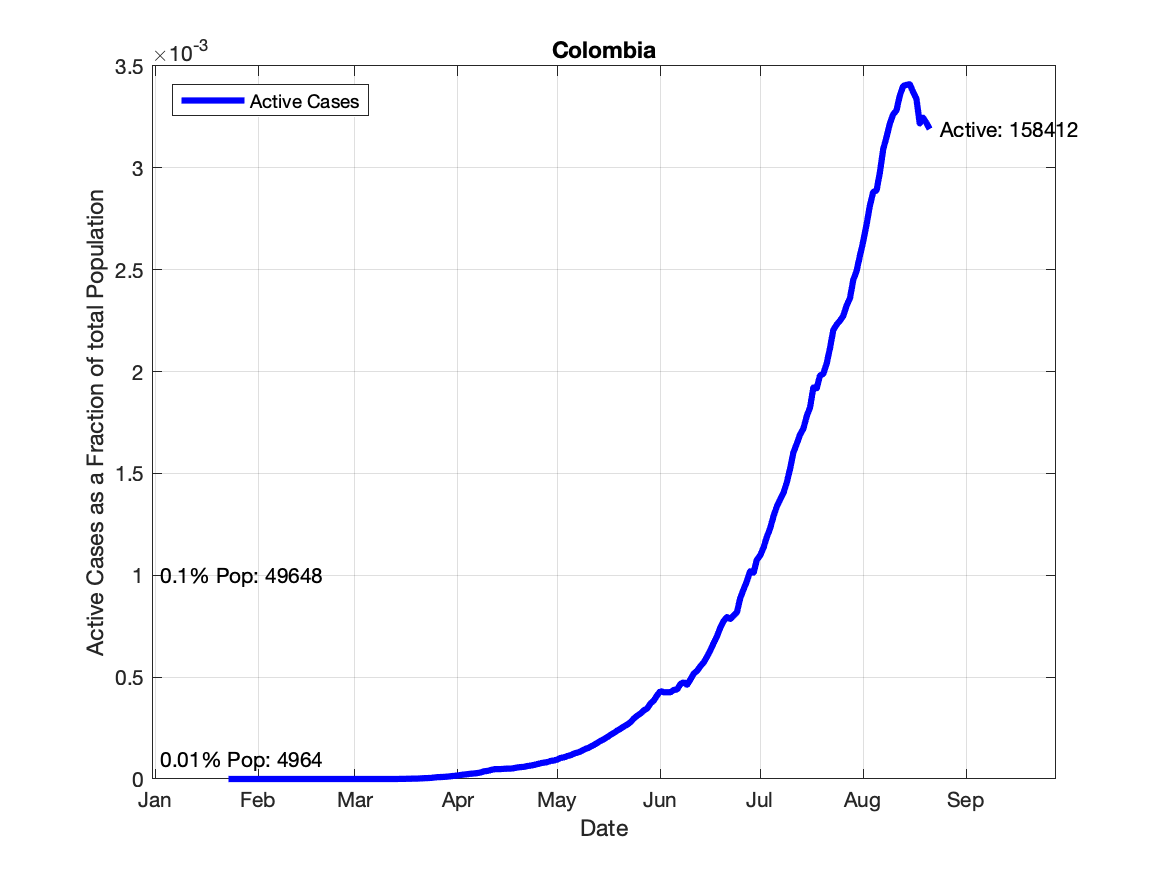 Colombia
×10-3
3.5
3
2.5
2
1.5
1
0.5
0
Active Cases as a Fraction of total Population
Active Cases
Active: 158412
0.1% Pop: 49648
0.01% Pop: 4964
Jan Feb Mar Apr May Jun Jul Aug Sep
Date